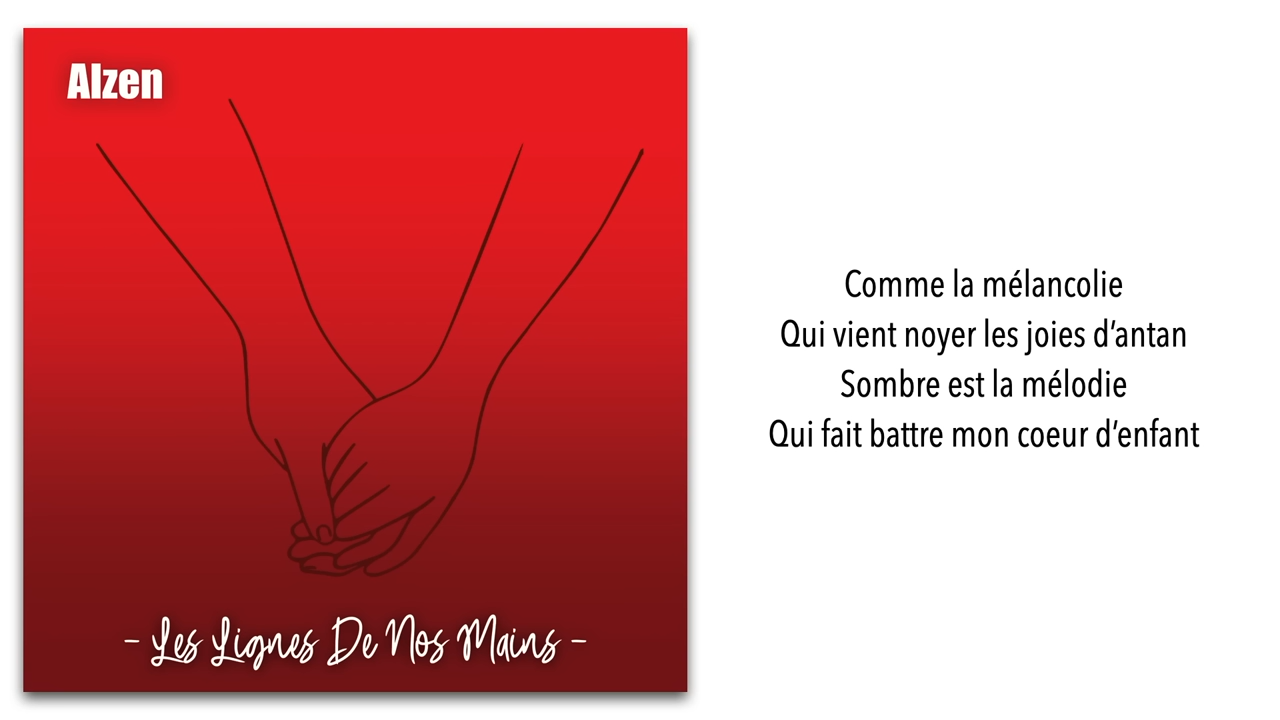 Alzen
- Les Lignes De Nos Mains -
Comme la mélancolie
Qui vient noyer les joies d'antan
Sombre est la mélodie
Qui fait battre mon coeur d'enfant